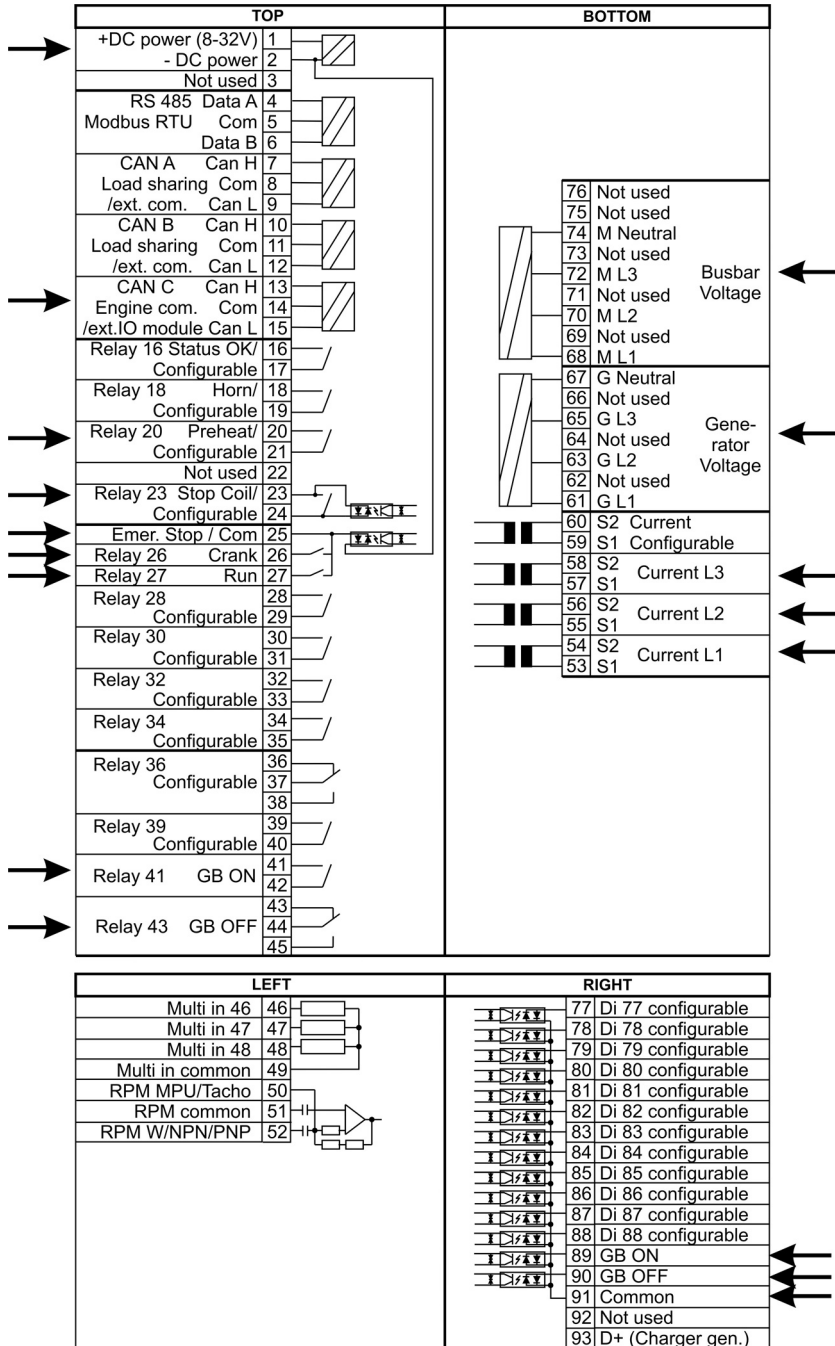 TOP
+DC power (8-32V) 1
- DC power 2
Not used 3
RS 485 Data A 4
Modbus RTU Com 5
Data B 6
CAN A Can H 7
Load sharing Com 8
/ext. com. Can L 9
CAN B Can H 10
Load sharing Com 11
/ext. com. Can L 12
CAN C Can H 13
Engine com. Com 14
/ext.IO module Can L 15
Relay 16 Status OK/ 16
Configurable 17
Relay 18 Horn/ 18
Configurable 19
Relay 20 Preheat/ 20
Configurable 21
Not used 22
Relay 23 Stop Coil/ 23
Configurable 24
Emer. Stop / Com 25
Relay 26 Crank 26
Relay 27 Run 27
Relay 28 28
Configurable 29
Relay 30 30
Configurable 31
Relay 32 32
Configurable 33
Relay 34 34
Configurable 35
Relay 36 36
Configurable 37
38
Relay 39 39
Configurable 40
41
Relay 41 GB ON
42
43
Relay 43 GB OFF 44
45
BOTTOM
76 Not used
75 Not used
74 M Neutral
73 Not used
72 M L3 Busbar
71 Not used Voltage
70 M L2
69 Not used
68 M L1
67 G Neutral
66 Not used
65 G L3 Gene-
64 Not used rator
63 G L2 Voltage
62 Not used
61 G L1
60 S2 Current
59 S1 Configurable
58 S2
Current L3
57 S1
56 S2
Current L2
55 S1
54 S2
Current L1
53 S1
LEFT
Multi in 46 46
Multi in 47 47
Multi in 48 48
Multi in common 49
RPM MPU/Tacho 50
RPM common 51
RPM W/NPN/PNP 52
RIGHT
77 Di 77 configurable
78 Di 78 configurable
79 Di 79 configurable
80 Di 80 configurable
81 Di 81 configurable
82 Di 82 configurable
83 Di 83 configurable
84 Di 84 configurable
85 Di 85 configurable
86 Di 86 configurable
87 Di 87 configurable
88 Di 88 configurable
89 GB ON
90 GB OFF
91 Common
92 Not used
93 D+ (Charger gen.)